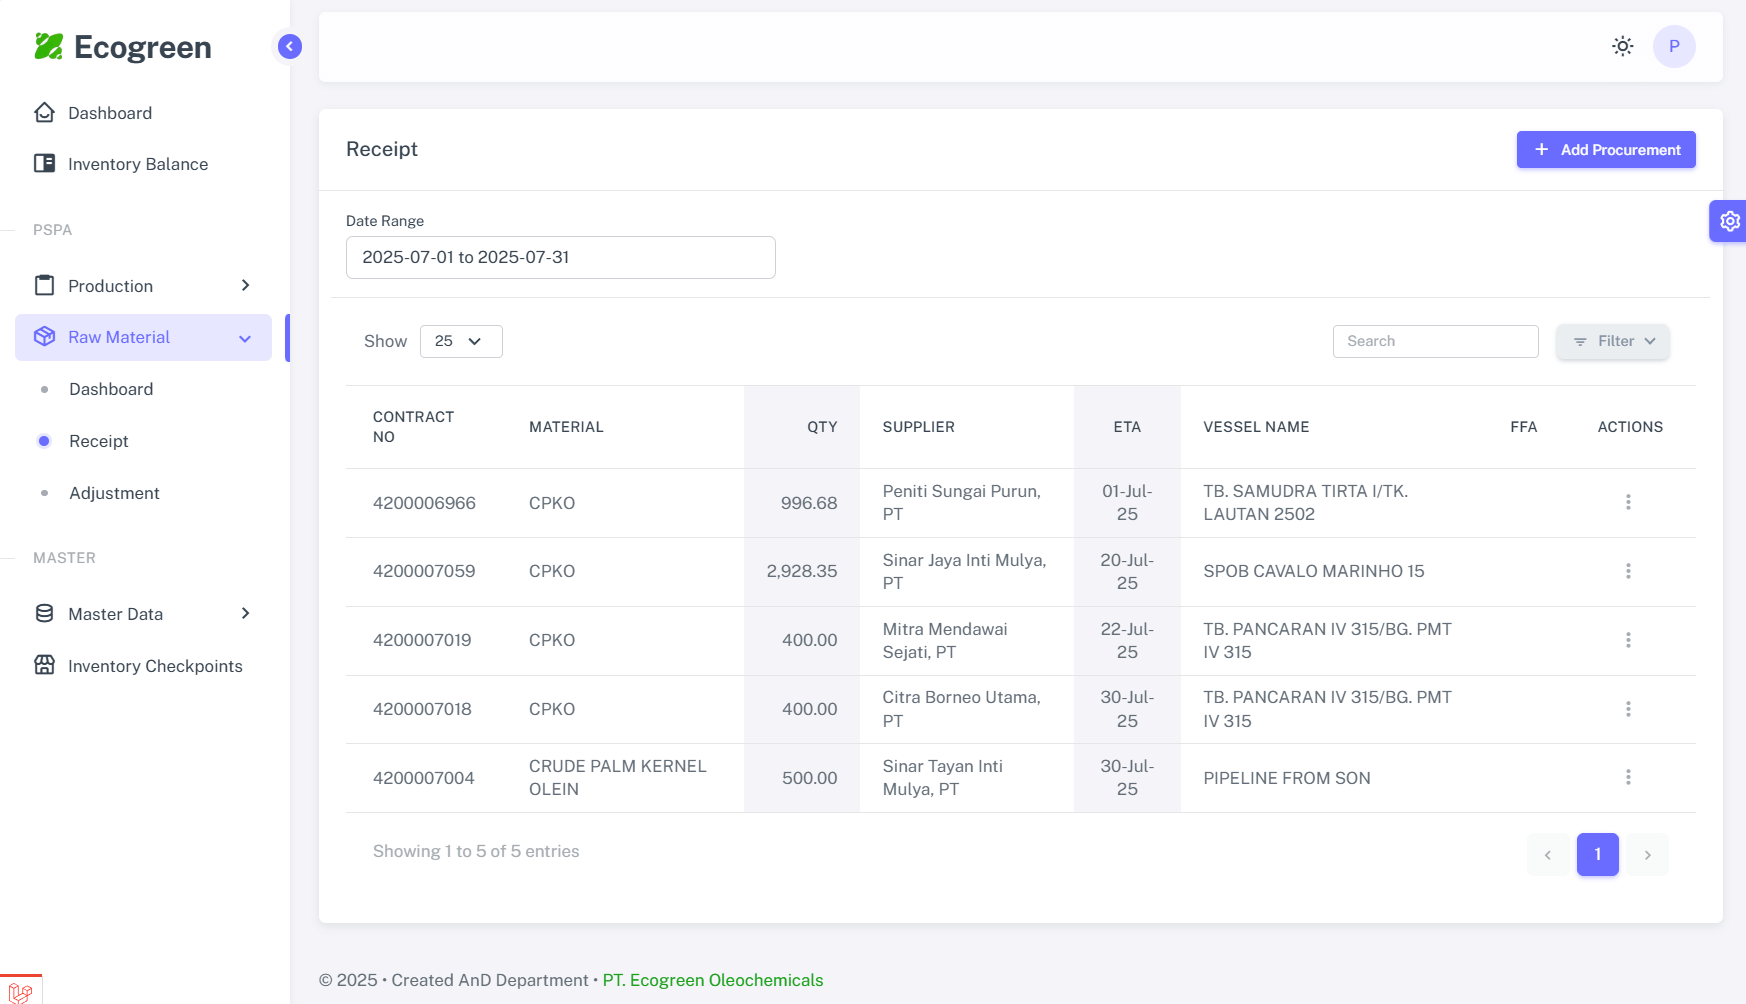 Ecogreen
P
Dashboard
Inventory Balance
PSPA
Production
Raw Material
Dashboard
Receipt
Adjustment
MASTER
Master Data
Inventory Checkpoints
Receipt
Add Procurement
Date Range
2025-07-01 to 2025-07-31
Show 25
Search
Filter
CONTRACT NO MATERIAL QTY SUPPLIER ETA VESSEL NAME FFA ACTIONS
4200006966 CPKO 996.68 Peniti Sungai Purun, PT 01-Jul-25 TB. SAMUDRA TIRTA I/TK. LAUTAN 2502
4200007059 CPKO 2,928.35 Sinar Jaya Inti Mulya, PT 20-Jul-25 SPOB CAVALO MARINHO 15
4200007019 CPKO 400.00 Mitra Mendawai Sejati, PT 22-Jul-25 TB. PANCARAN IV 315/BG. PMT IV 315
4200007018 CPKO 400.00 Citra Borneo Utama, PT 30-Jul-25 TB. PANCARAN IV 315/BG. PMT IV 315
4200007004 CRUDE PALM KERNEL OLEIN 500.00 Sinar Tayan Inti Mulya, PT 30-Jul-25 PIPELINE FROM SON
Showing 1 to 5 of 5 entries
‹ 1 ›
© 2025 • Created AnD Department • PT. Ecogreen Oleochemicals